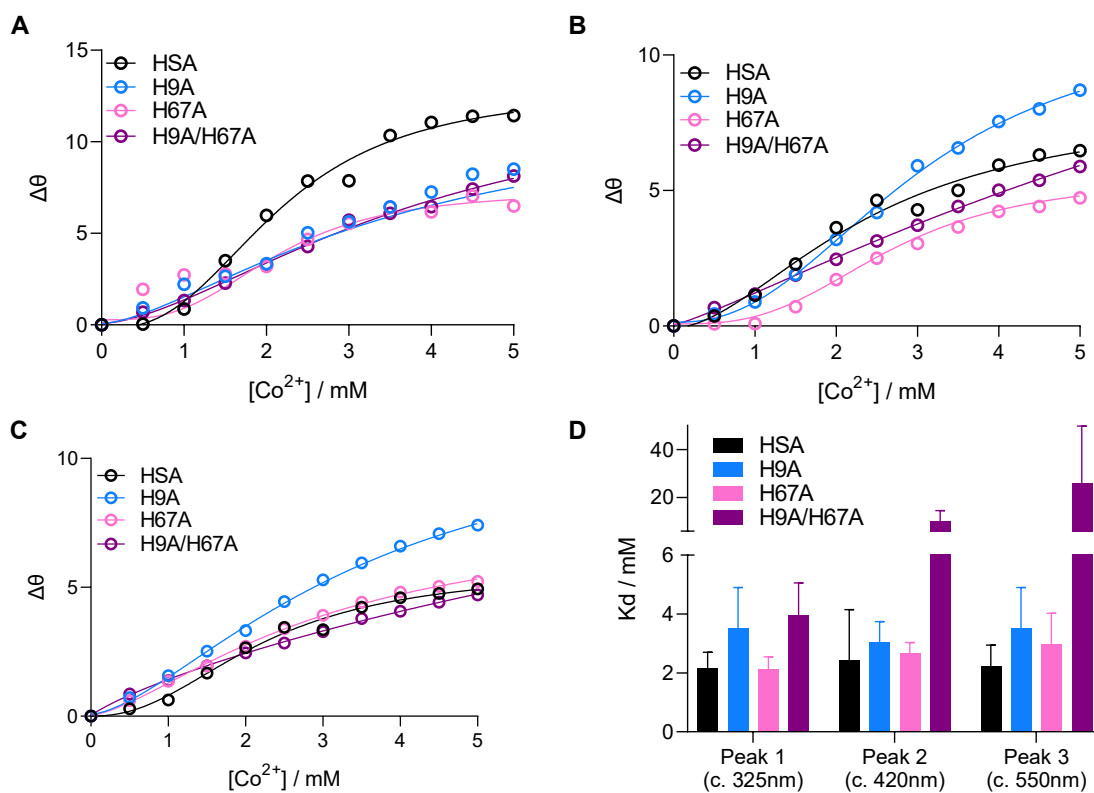 A
15
10
5
0
Δθ
HSA
H9A
H67A
H9A/H67A
0 1 2 3 4 5
[Co²⁺] / mM
B
10
5
0
Δθ
HSA
H9A
H67A
H9A/H67A
0 1 2 3 4 5
[Co²⁺] / mM
C
10
5
0
Δθ
HSA
H9A
H67A
H9A/H67A
0 1 2 3 4 5
[Co²⁺] / mM
D
40
20
6
4
2
0
Kd / mM
HSA
H9A
H67A
H9A/H67A
Peak 1 Peak 2 Peak 3
(c. 325nm) (c. 420nm) (c. 550nm)